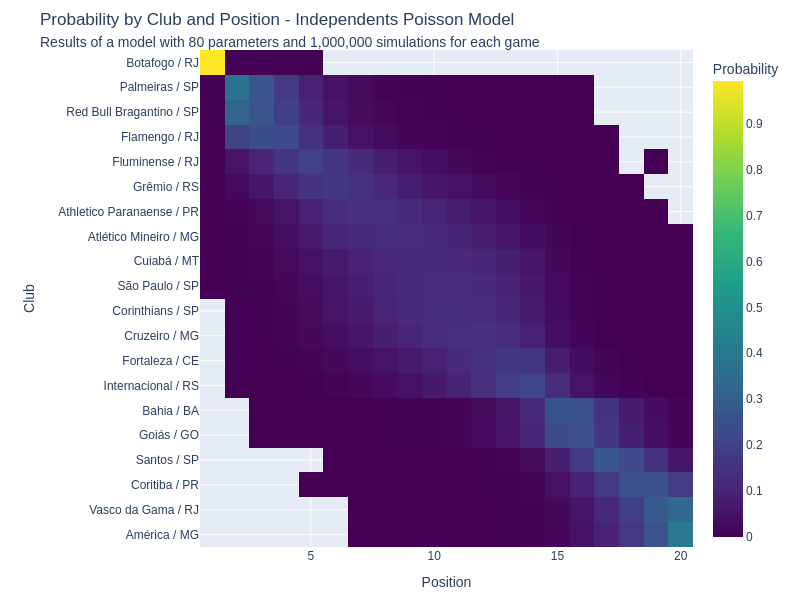 Probability by Club and Position - Independents Poisson Model
Results of a model with 80 parameters and 1,000,000 simulations for each game
Probability
Botafogo / RJ
Palmeiras / SP
Red Bull Bragantino / SP
Flamengo / RJ
Fluminense / RJ
Grêmio / RS
Athletico Paranaense / PR
Atlético Mineiro / MG
Cuiabá / MT
São Paulo / SP
Corinthians / SP
Cruzeiro / MG
Fortaleza / CE
Internacional / RS
Bahia / BA
Goiás / GO
Santos / SP
Coritiba / PR
Vasco da Gama / RJ
América / MG
Club
5
10
15
20
Position
0.9
0.8
0.7
0.6
0.5
0.4
0.3
0.2
0.1
0